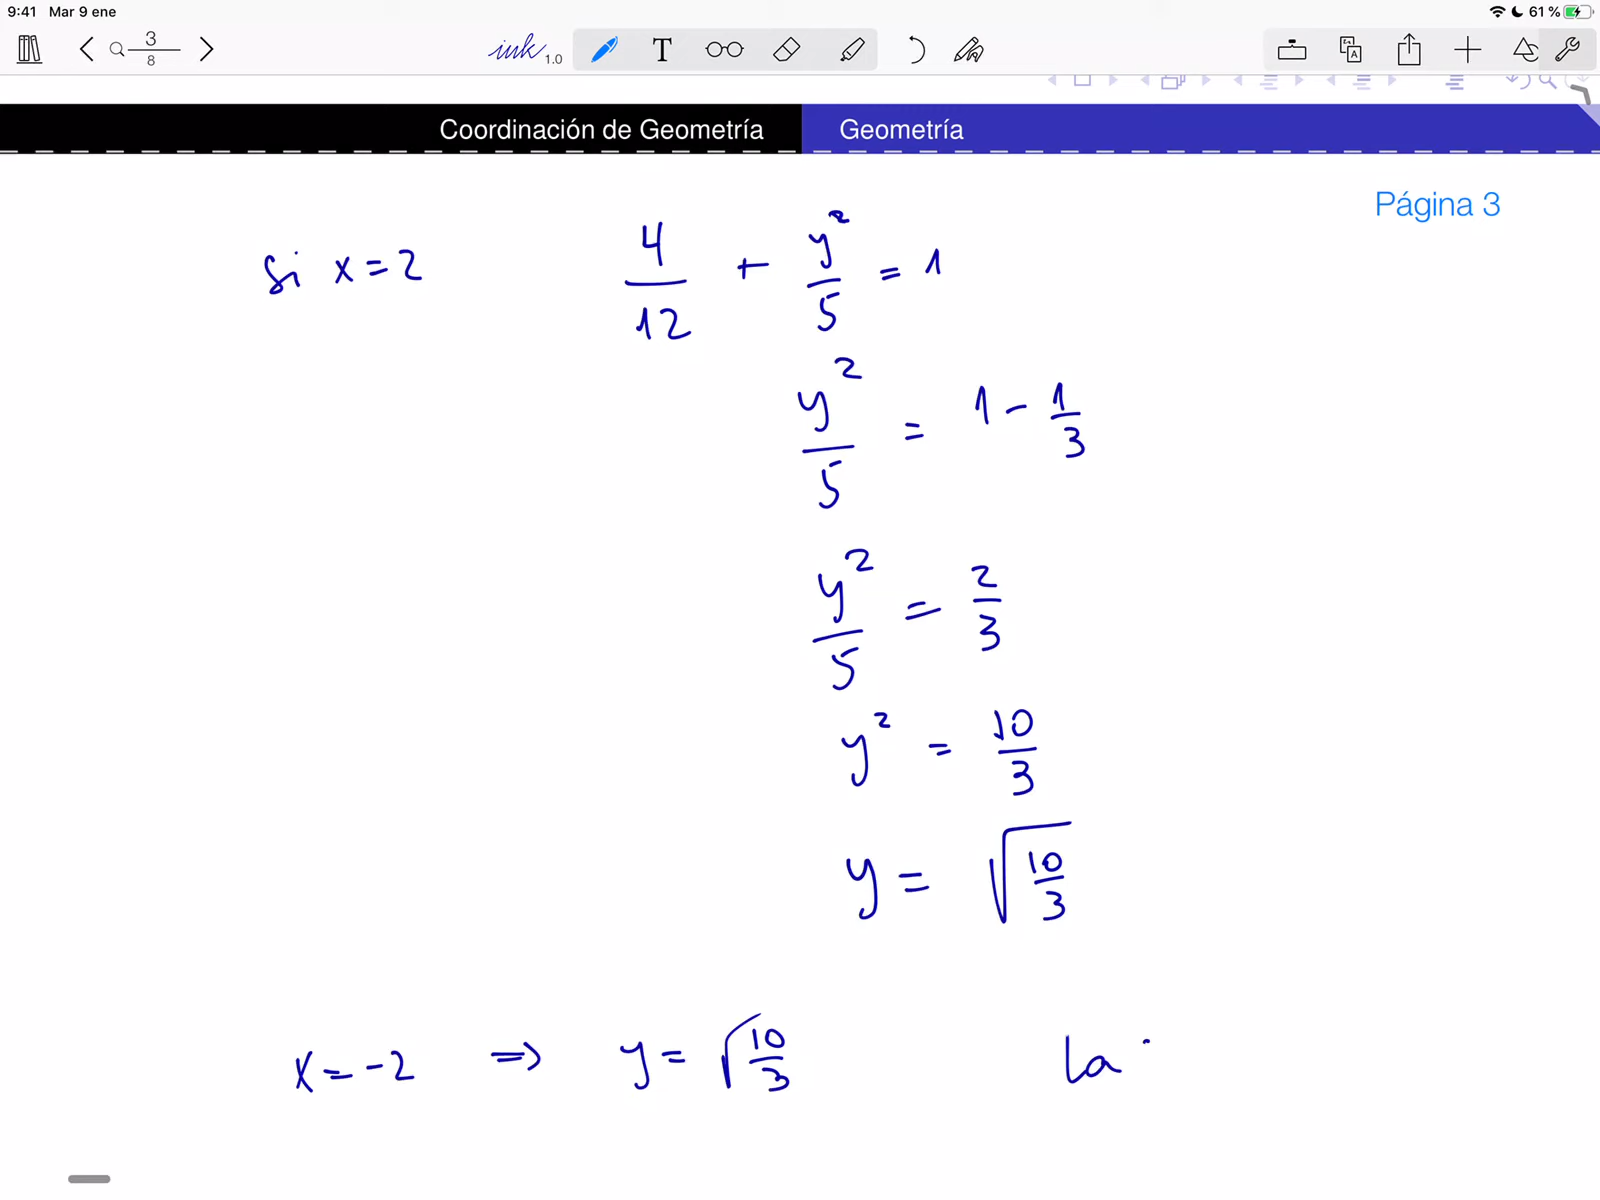 9:41 Mar 9 ene 61 %
3/8 ink 1.0 T
Coordinación de Geometría Geometría
Página 3
si x = 2 4/12 + y²/5 = 1
y²/5 = 1 - 1/3
y²/5 = 2/3
y² = 10/3
y = √(10/3)
x = -2 ⇒ y = √(10/3) La